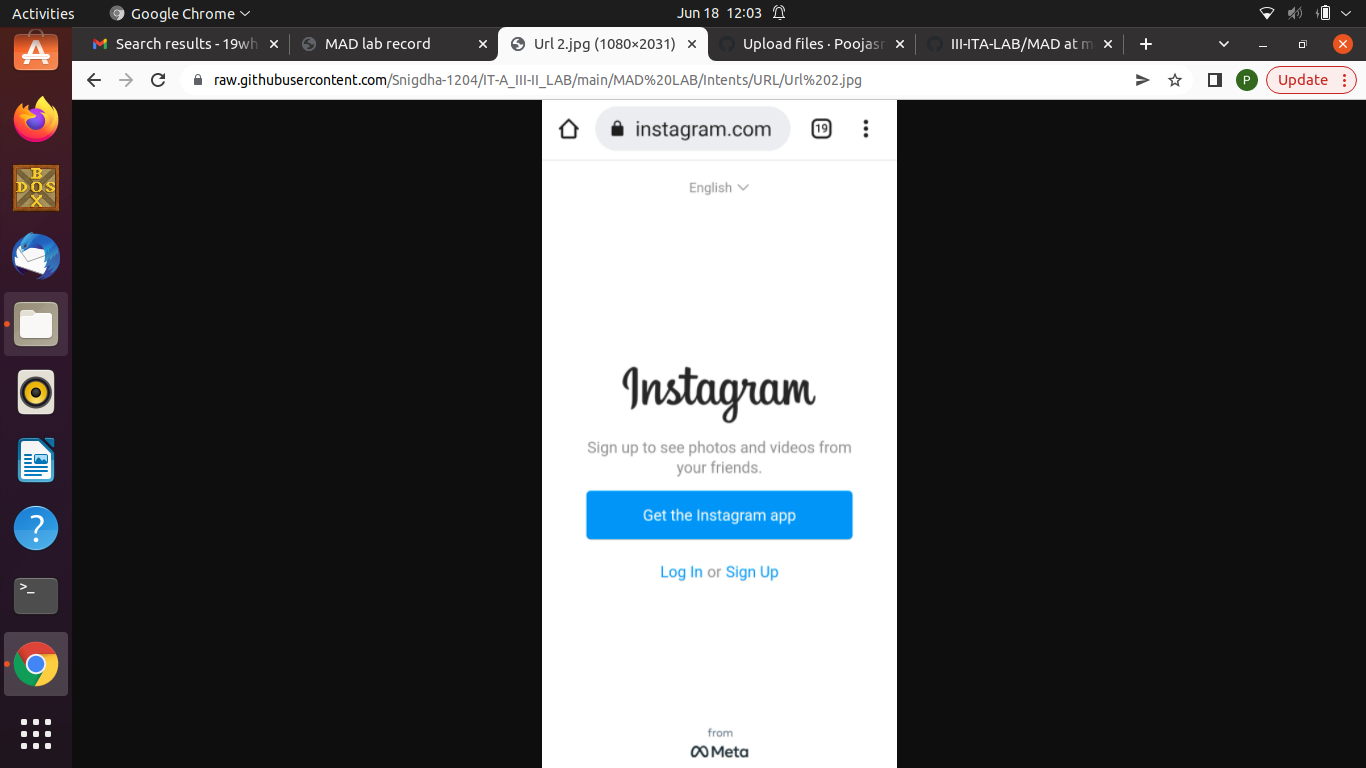 Activities
Google Chrome
Jun 18 12:03
Search results - 19wh
MAD lab record
Url 2.jpg (1080×2031)
Upload files · Poojasr
III-ITA-LAB/MAD at m
raw.githubusercontent.com/Snigdha-1204/IT-A_III-II_LAB/main/MAD%20LAB/Intents/URL/Url%202.jpg
P
Update
instagram.com
19
English
Instagram
Sign up to see photos and videos from
your friends.
Get the Instagram app
Log In or Sign Up
from
Meta
B
DOS
X
?
>_